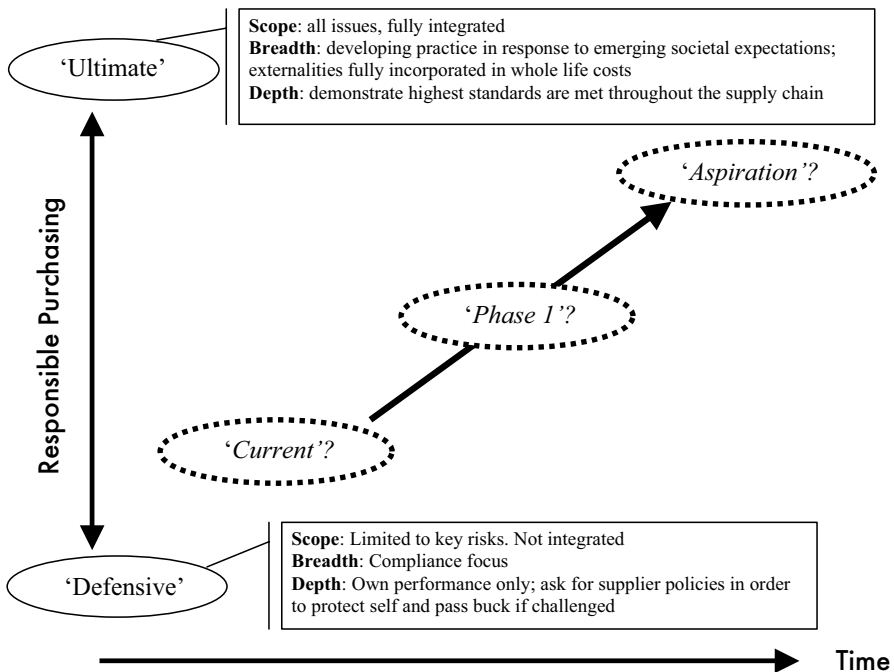 Scope: all issues, fully integrated
Breadth: developing practice in response to emerging societal expectations;
externalities fully incorporated in whole life costs
Depth: demonstrate highest standards are met throughout the supply chain
‘Ultimate’
‘Aspiration’?
Responsible Purchasing
‘Phase 1’?
‘Current’?
Scope: Limited to key risks. Not integrated
Breadth: Compliance focus
Depth: Own performance only; ask for supplier policies in order
to protect self and pass buck if challenged
‘Defensive’
Time